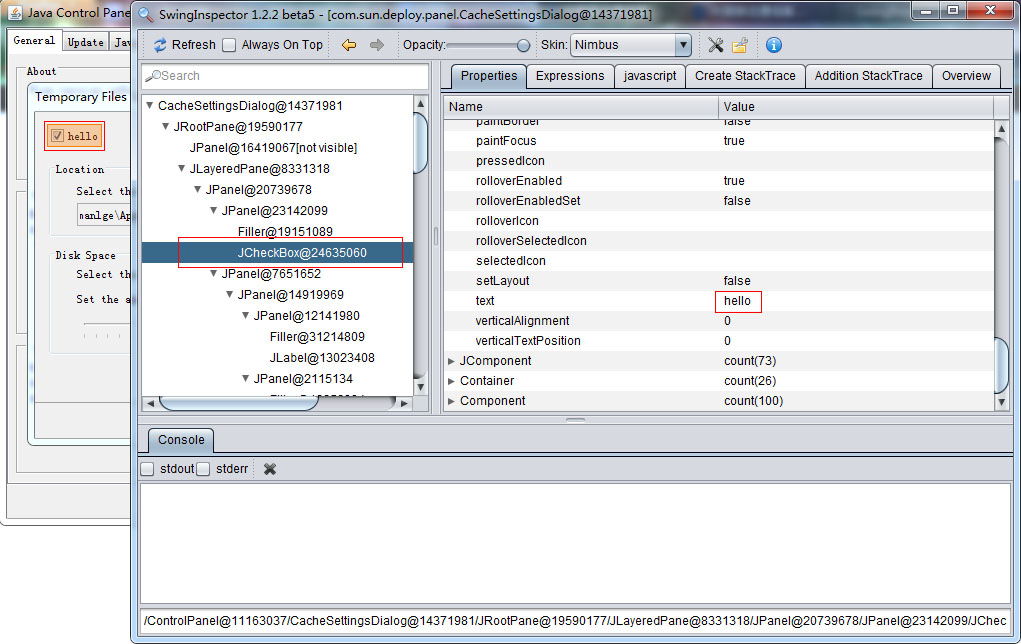 Java Control Pane
General Update Jav
About
Temporary Files
hello
Location
Select th
nanlge\Ap
Disk Space
Select the
Set the a
SwingInspector 1.2.2 beta5 - [com.sun.deploy.panel.CacheSettingsDialog@14371981]
Refresh Always On Top Opacity: Skin: Nimbus
Search
CacheSettingsDialog@14371981
JRootPane@19590177
JPanel@16419067[not visible]
JLayeredPane@8331318
JPanel@20739678
JPanel@23142099
Filler@19151089
JCheckBox@24635060
JPanel@7651652
JPanel@14919969
JPanel@12141980
Filler@31214809
JLabel@13023408
JPanel@2115134
Properties Expressions javascript Create StackTrace Addition StackTrace Overview
Name Value
paintBorder false
paintFocus true
pressedIcon
rolloverEnabled true
rolloverEnabledSet false
rolloverIcon
rolloverSelectedIcon
selectedIcon
setLayout false
text hello
verticalAlignment 0
verticalTextPosition 0
JComponent count(73)
Container count(26)
Component count(100)
Console
stdout stderr
/ControlPanel@11163037/CacheSettingsDialog@14371981/JRootPane@19590177/JLayeredPane@8331318/JPanel@20739678/JPanel@23142099/JChec